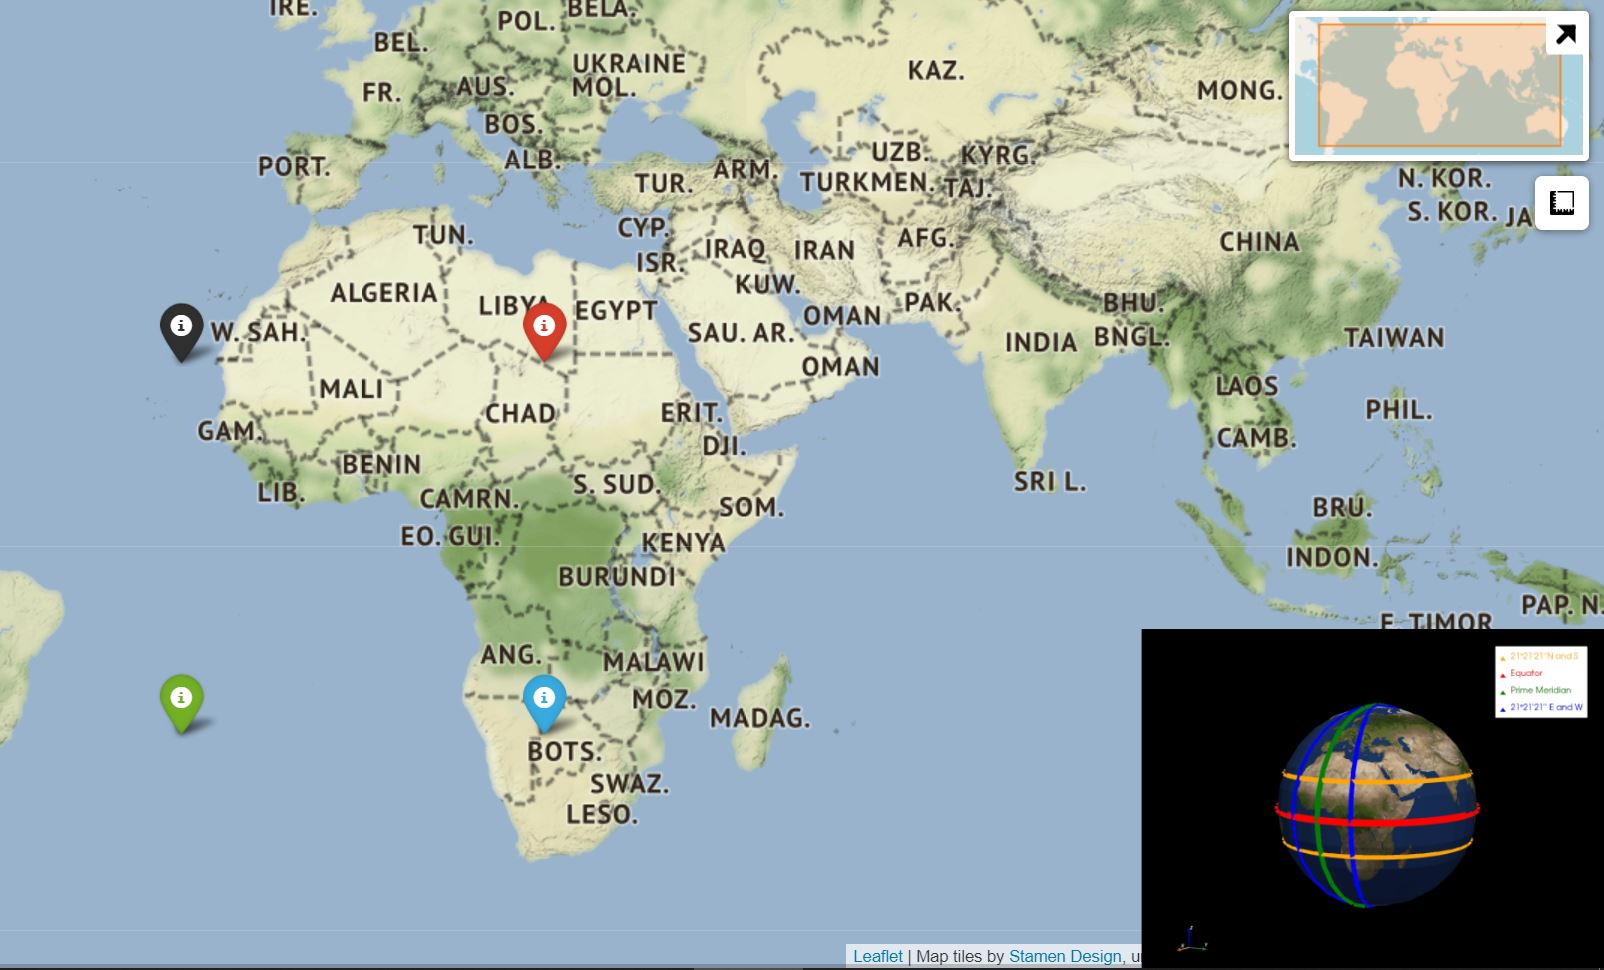 IRE.
BELA.
POL.
BEL.
UKRAINE
KAZ.
FR.
AUS.
MOL.
MONG.
BOS.
PORT.
ALB.
UZB.
KYRG.
TUR.
ARM.
TURKMEN.
TAJ.
N. KOR.
S. KOR.
JA
TUN.
CYP.
IRAQ
IRAN
AFG.
CHINA
ISR.
ALGERIA
KUW.
LIBYA
EGYPT
OMAN
PAK.
BHU.
W. SAH.
SAU. AR.
INDIA
BNGL.
TAIWAN
OMAN
MALI
LAOS
CHAD
ERIT.
PHIL.
GAM.
DJI.
CAMB.
BENIN
LIB.
CAMRN.
S. SUD.
SRI L.
SOM.
BRU.
EQ. GUI.
KENYA
INDON.
BURUNDI
PAP. N.
E. TIMOR
ANG.
MALAWI
MOZ.
MADAG.
BOTS.
SWAZ.
LESO.
21°21'21"N and S
Equator
Prime Meridian
21°21'21" E and W
Leaflet | Map tiles by Stamen Design, u